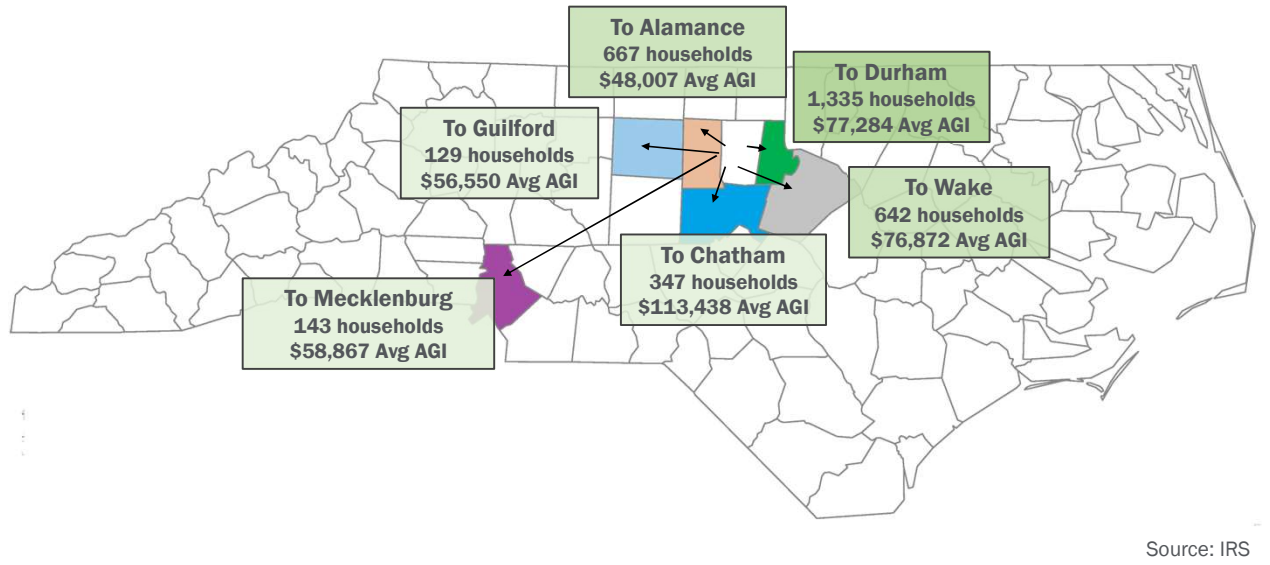 To Alamance
667 households
$48,007 Avg AGI
To Durham
1,335 households
$77,284 Avg AGI
To Guilford
129 households
$56,550 Avg AGI
To Wake
642 households
$76,872 Avg AGI
To Chatham
347 households
$113,438 Avg AGI
To Mecklenburg
143 households
$58,867 Avg AGI
Source: IRS